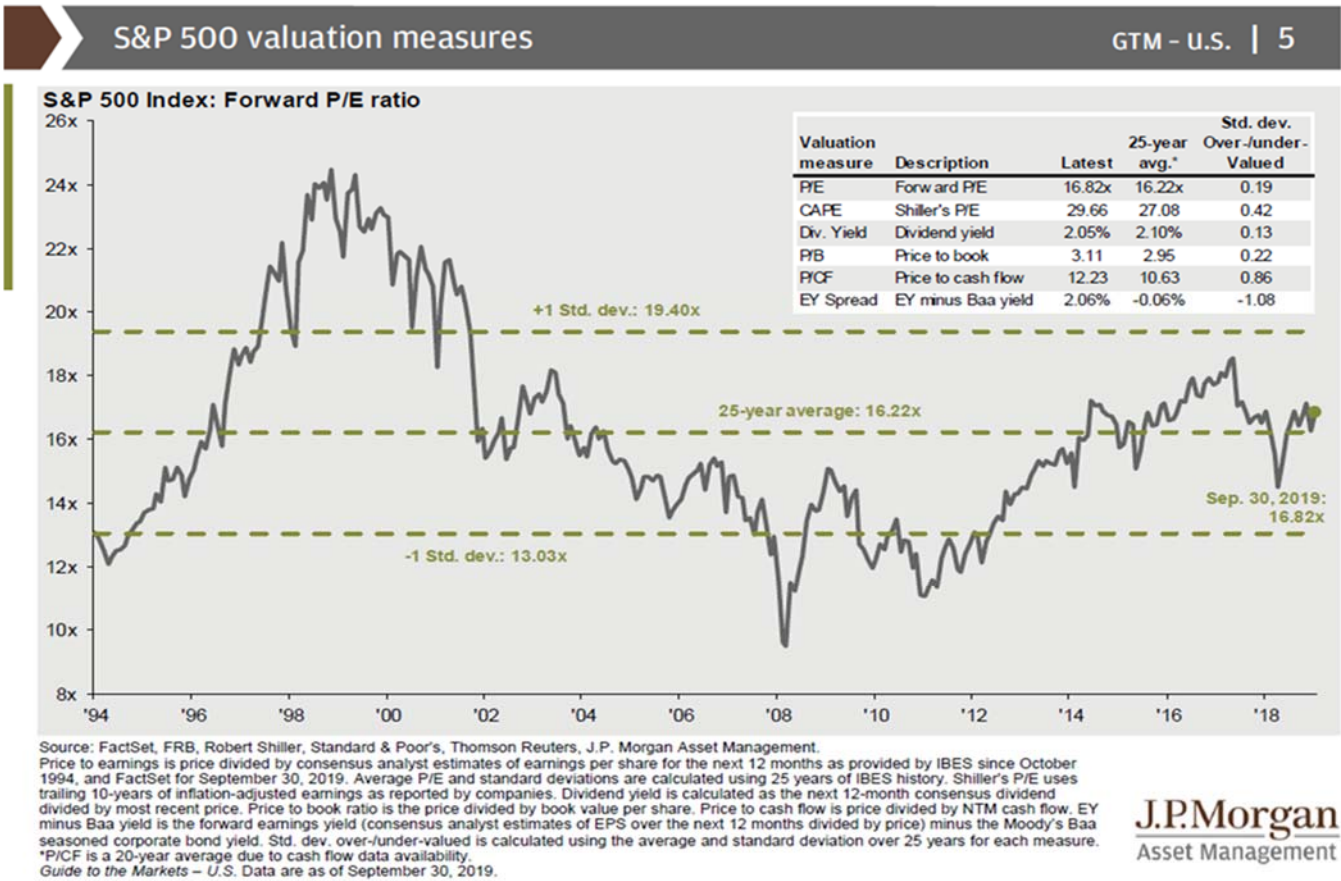 S&P 500 valuation measures
GTM – U.S. | 5
S&P 500 Index: Forward P/E ratio
26x
24x
22x
20x
18x
16x
14x
12x
10x
8x
Valuation measure Description Latest 25-year avg.* Std. dev. Over-/under-Valued
P/E Forward P/E 16.82x 16.22x 0.19
CAPE Shiller's P/E 29.66 27.08 0.42
Div. Yield Dividend yield 2.05% 2.10% 0.13
P/B Price to book 3.11 2.95 0.22
P/CF Price to cash flow 12.23 10.63 0.86
EY Spread EY minus Baa yield 2.06% -0.06% -1.08
+1 Std. dev.: 19.40x
25-year average: 16.22x
Sep. 30, 2019:
16.82x
-1 Std. dev.: 13.03x
'94 '96 '98 '00 '02 '04 '06 '08 '10 '12 '14 '16 '18
Source: FactSet, FRB, Robert Shiller, Standard & Poor's, Thomson Reuters, J.P. Morgan Asset Management.
Price to earnings is price divided by consensus analyst estimates of earnings per share for the next 12 months as provided by IBES since October
1994, and FactSet for September 30, 2019. Average P/E and standard deviations are calculated using 25 years of IBES history. Shiller's P/E uses
trailing 10-years of inflation-adjusted earnings as reported by companies. Dividend yield is calculated as the next 12-month consensus dividend
divided by most recent price. Price to book ratio is the price divided by book value per share. Price to cash flow is price divided by NTM cash flow. EY
minus Baa yield is the forward earnings yield (consensus analyst estimates of EPS over the next 12 months divided by price) minus the Moody's Baa
seasoned corporate bond yield. Std. dev. over-/under-valued is calculated using the average and standard deviation over 25 years for each measure.
*P/CF is a 20-year average due to cash flow data availability.
Guide to the Markets – U.S. Data are as of September 30, 2019.
J.P.Morgan
Asset Management